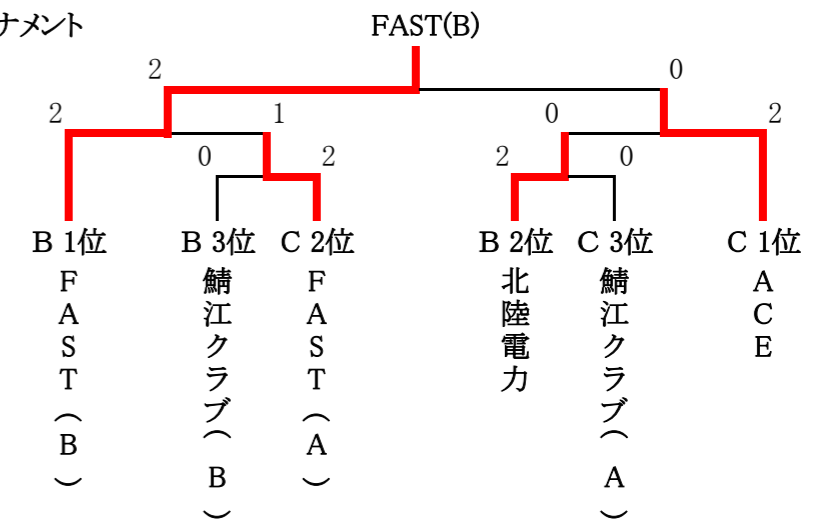 ナメント
FAST(B)
2 0
2 1 0 2
0 2 2 0
B 1位 B 3位 C 2位 B 2位 C 3位 C 1位
FAST(B)
鯖江クラブ(B)
FAST(A)
北陸電力
鯖江クラブ(A)
ACE